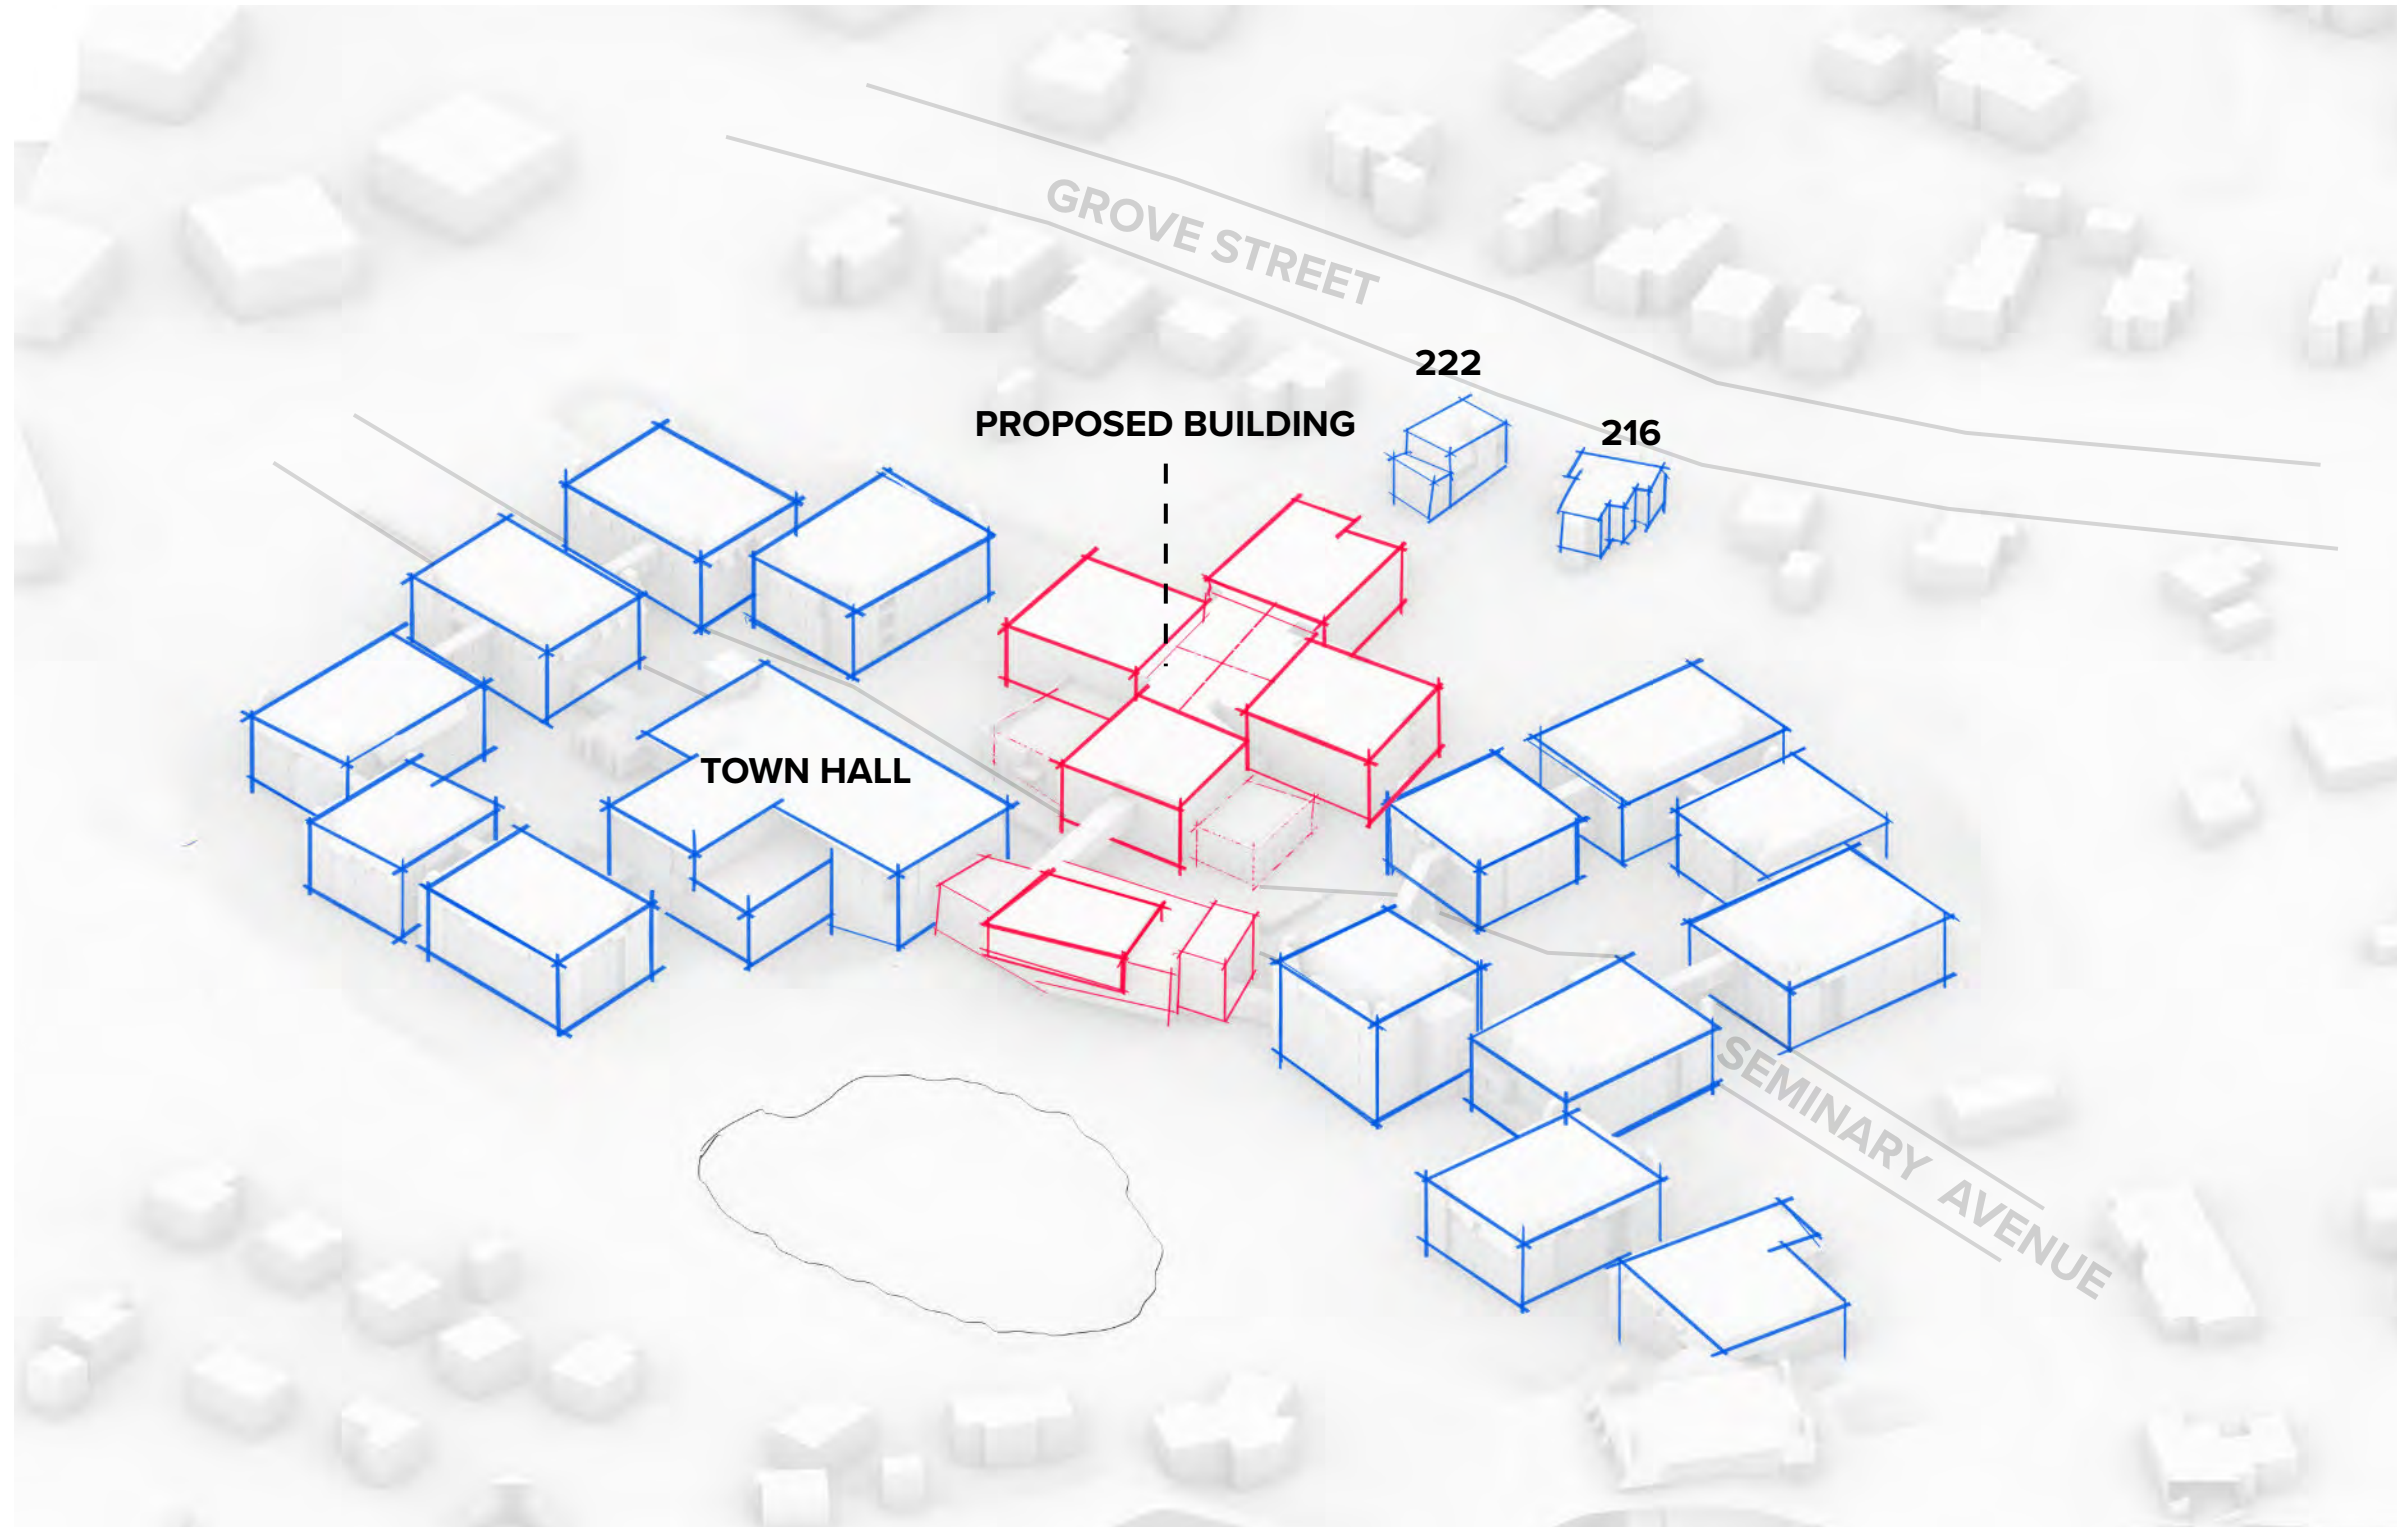 GROVE STREET
222
PROPOSED BUILDING
216
TOWN HALL
SEMINARY AVENUE